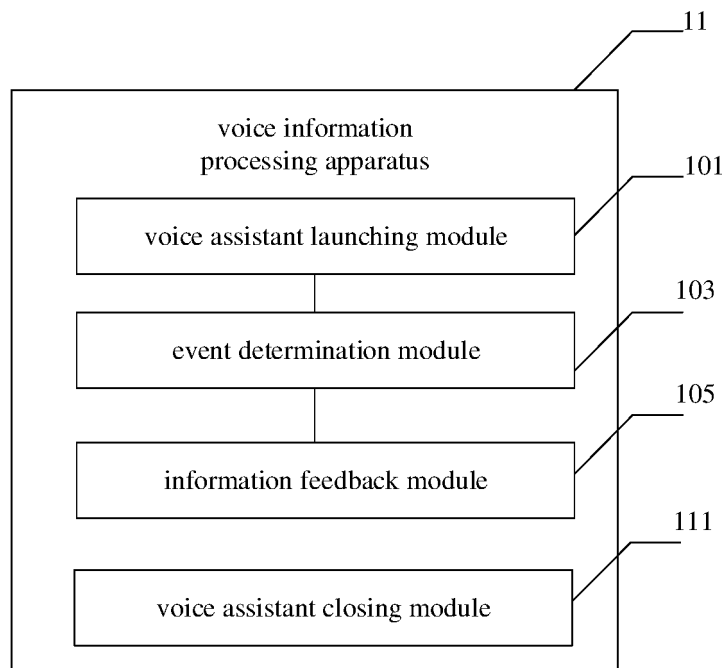 11
voice information
processing apparatus
101
voice assistant launching module
103
event determination module
105
information feedback module
111
voice assistant closing module